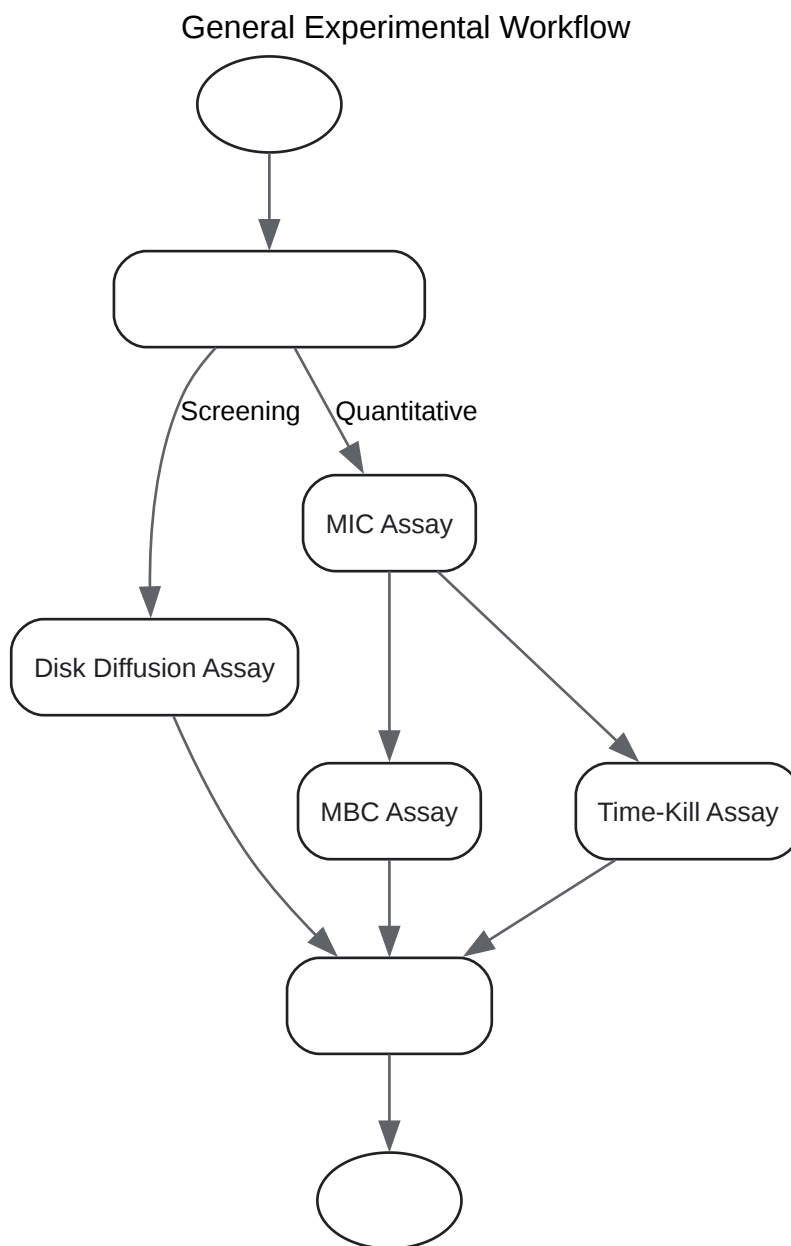 General Experimental Workflow
Screening
Quantitative
MIC Assay
Disk Diffusion Assay
MBC Assay
Time-Kill Assay